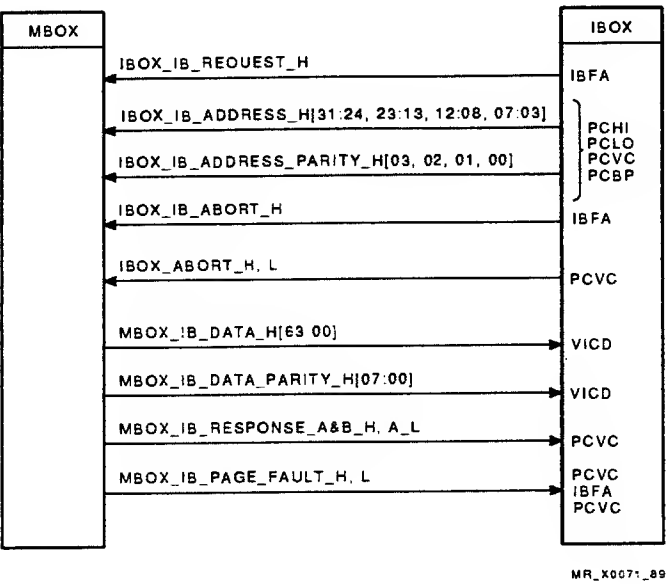 MBOX
IBOX
IBOX_IB_REQUEST_H
IBFA
IBOX_IB_ADDRESS_H[31:24, 23:13, 12:08, 07:03]
PCHI
PCLO
PCVC
PCBP
IBOX_IB_ADDRESS_PARITY_H[03, 02, 01, 00]
IBOX_IB_ABORT_H
IBFA
IBOX_ABORT_H, L
PCVC
MBOX_IB_DATA_H[63 00]
VICD
MBOX_IB_DATA_PARITY_H[07:00]
VICD
MBOX_IB_RESPONSE_A&B_H, A_L
PCVC
MBOX_IB_PAGE_FAULT_H, L
PCVC
IBFA
PCVC
MR_X0071_89